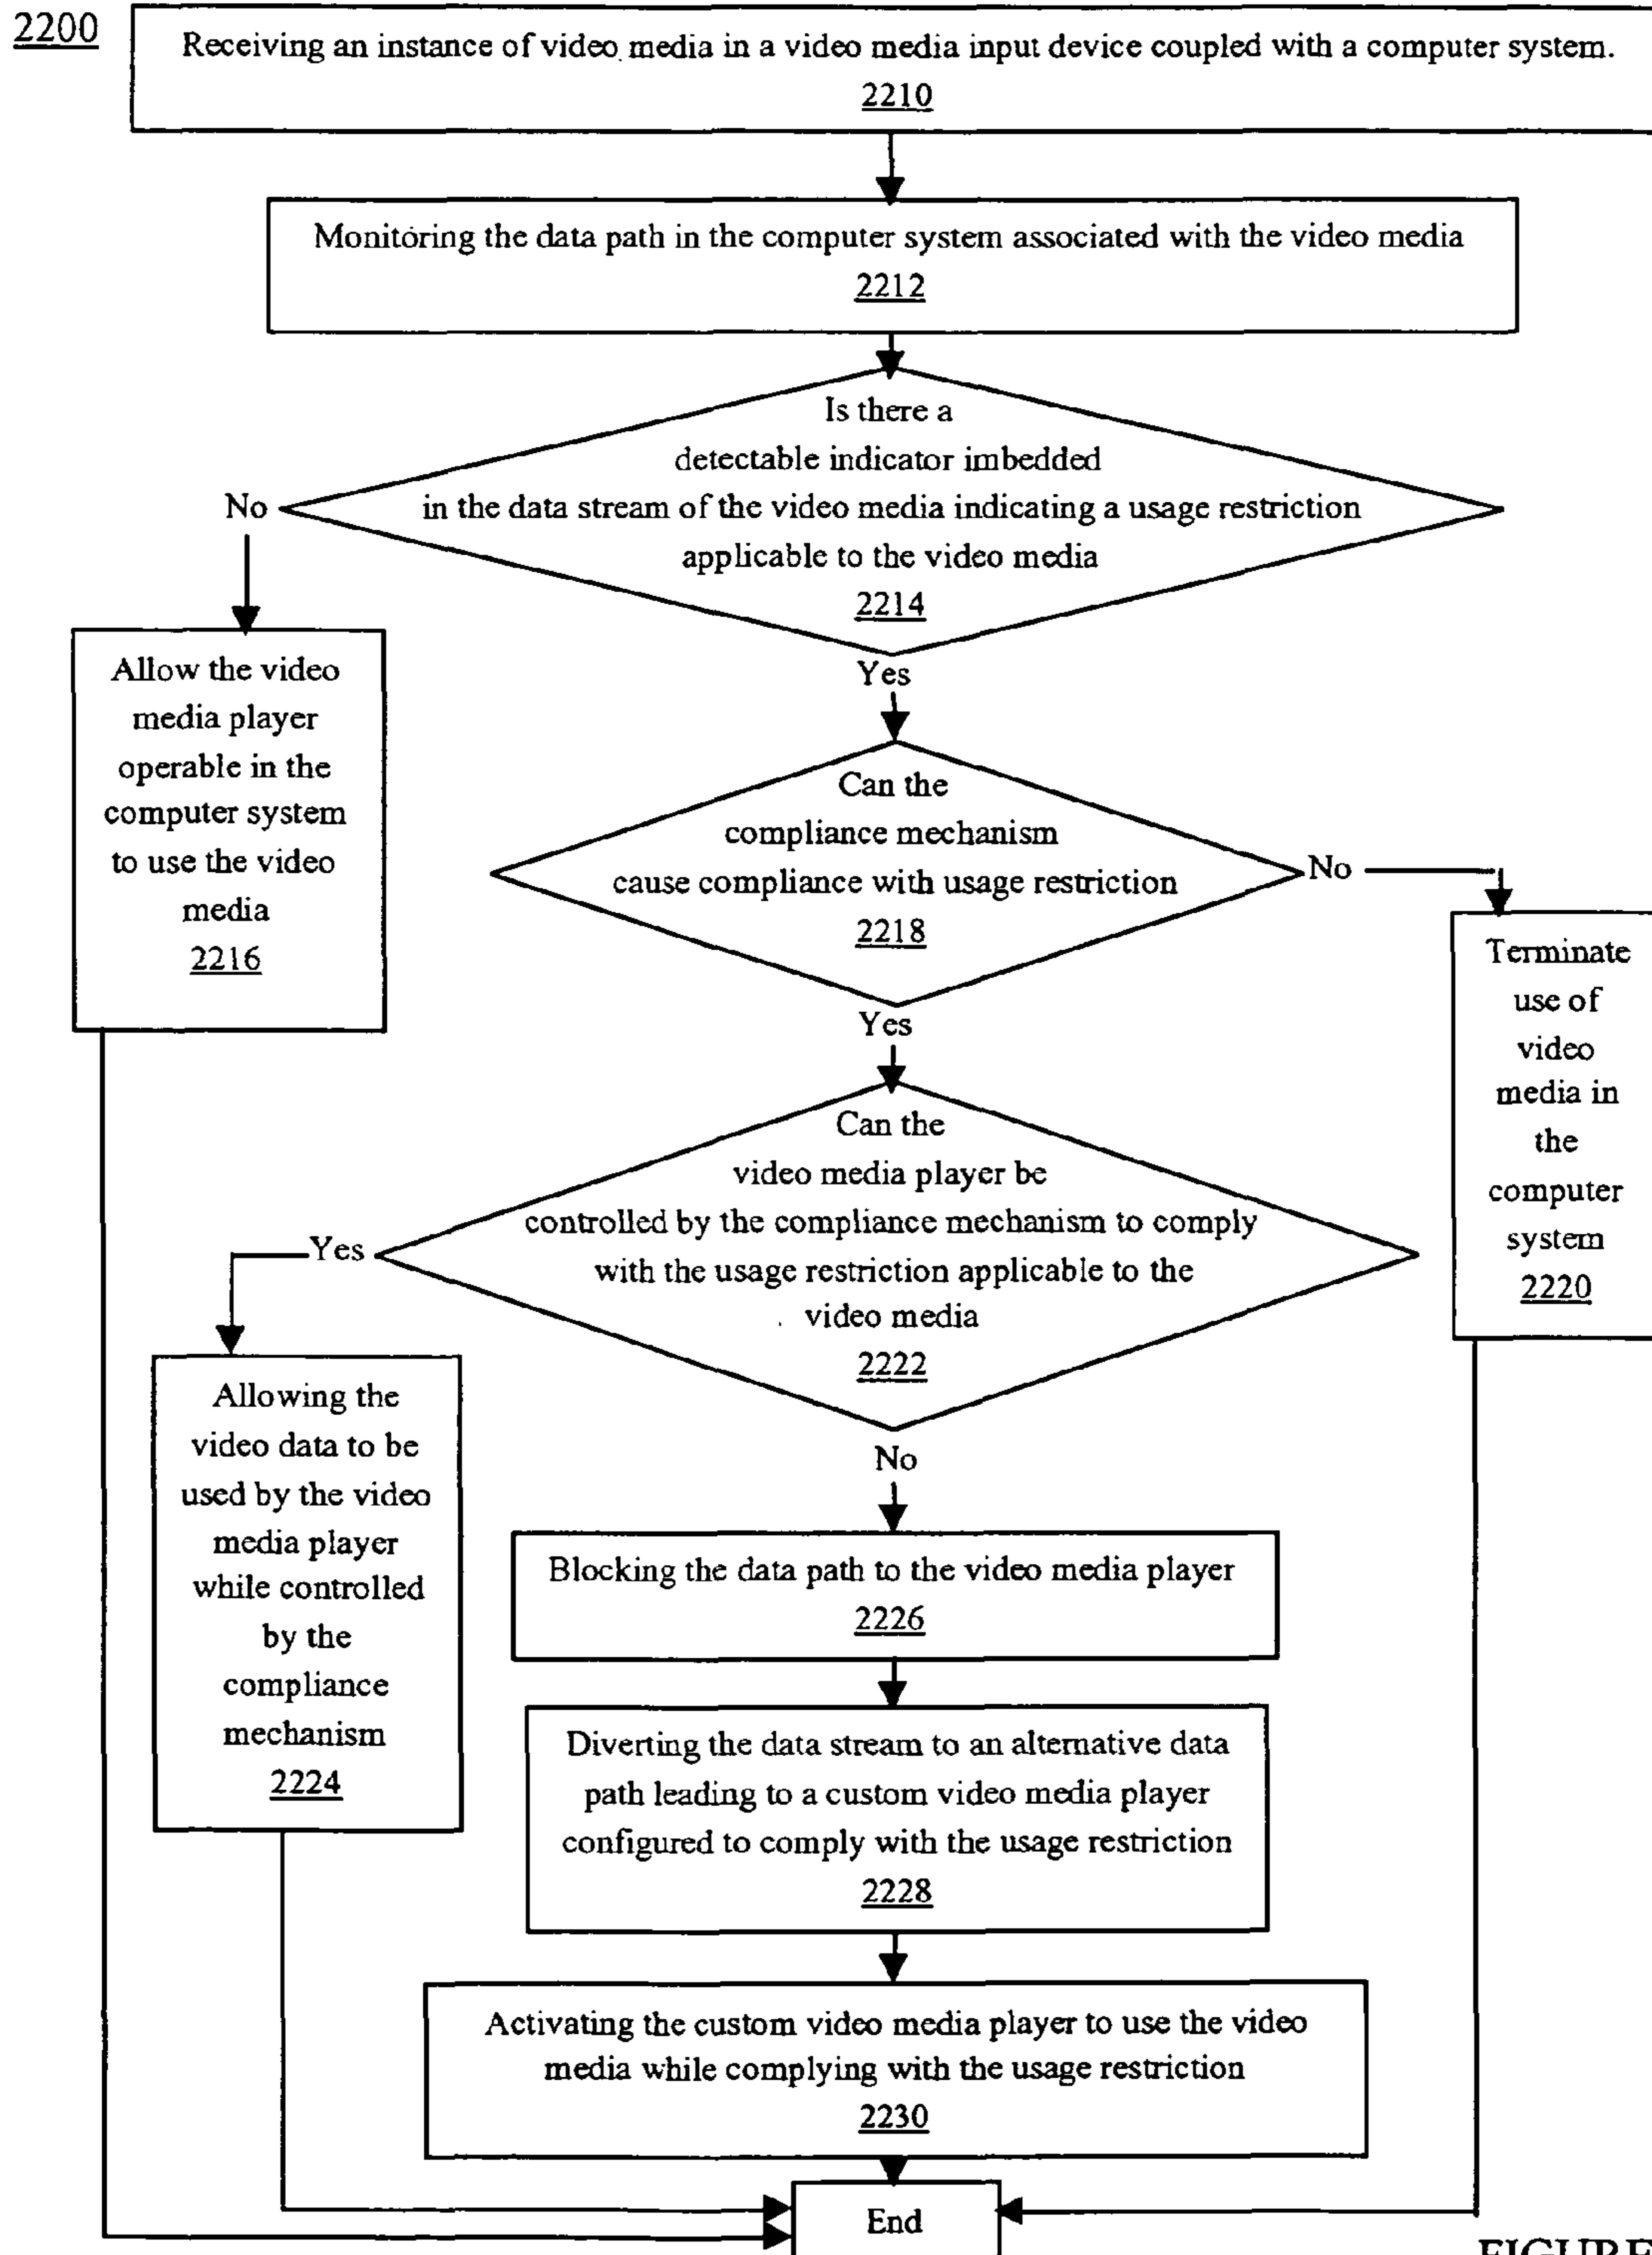 2200
Receiving an instance of video media in a video media input device coupled with a computer system.
2210
Monitoring the data path in the computer system associated with the video media
2212
Is there a
detectable indicator imbedded
in the data stream of the video media indicating a usage restriction
applicable to the video media
2214
No
Yes
Allow the video
media player
operable in the
computer system
to use the video
media
2216
Can the
compliance mechanism
cause compliance with usage restriction
2218
No
Yes
Terminate
use of
video
media in
the
computer
system
2220
Can the
video media player be
controlled by the compliance mechanism to comply
with the usage restriction applicable to the
video media
2222
Yes
No
Allowing the
video data to be
used by the video
media player
while controlled
by the
compliance
mechanism
2224
Blocking the data path to the video media player
2226
Diverting the data stream to an alternative data
path leading to a custom video media player
configured to comply with the usage restriction
2228
Activating the custom video media player to use the video
media while complying with the usage restriction
2230
End
FIGURE